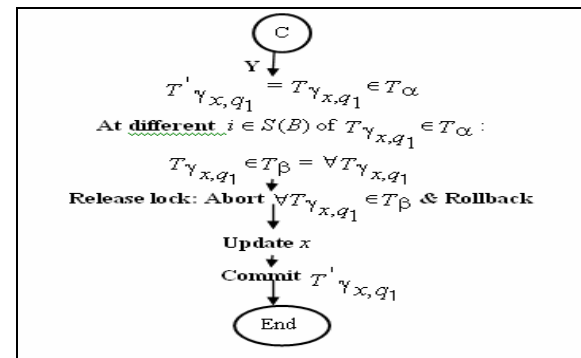 C
Y
T'γx,q1 = Tγx,q1 ∈ Tα
At different i ∈ S(B) of Tγx,q1 ∈ Tα :
Tγx,q1 ∈ Tβ = ∀Tγx,q1
Release lock: Abort ∀Tγx,q1 ∈ Tβ & Rollback
Update x
Commit T'γx,q1
End